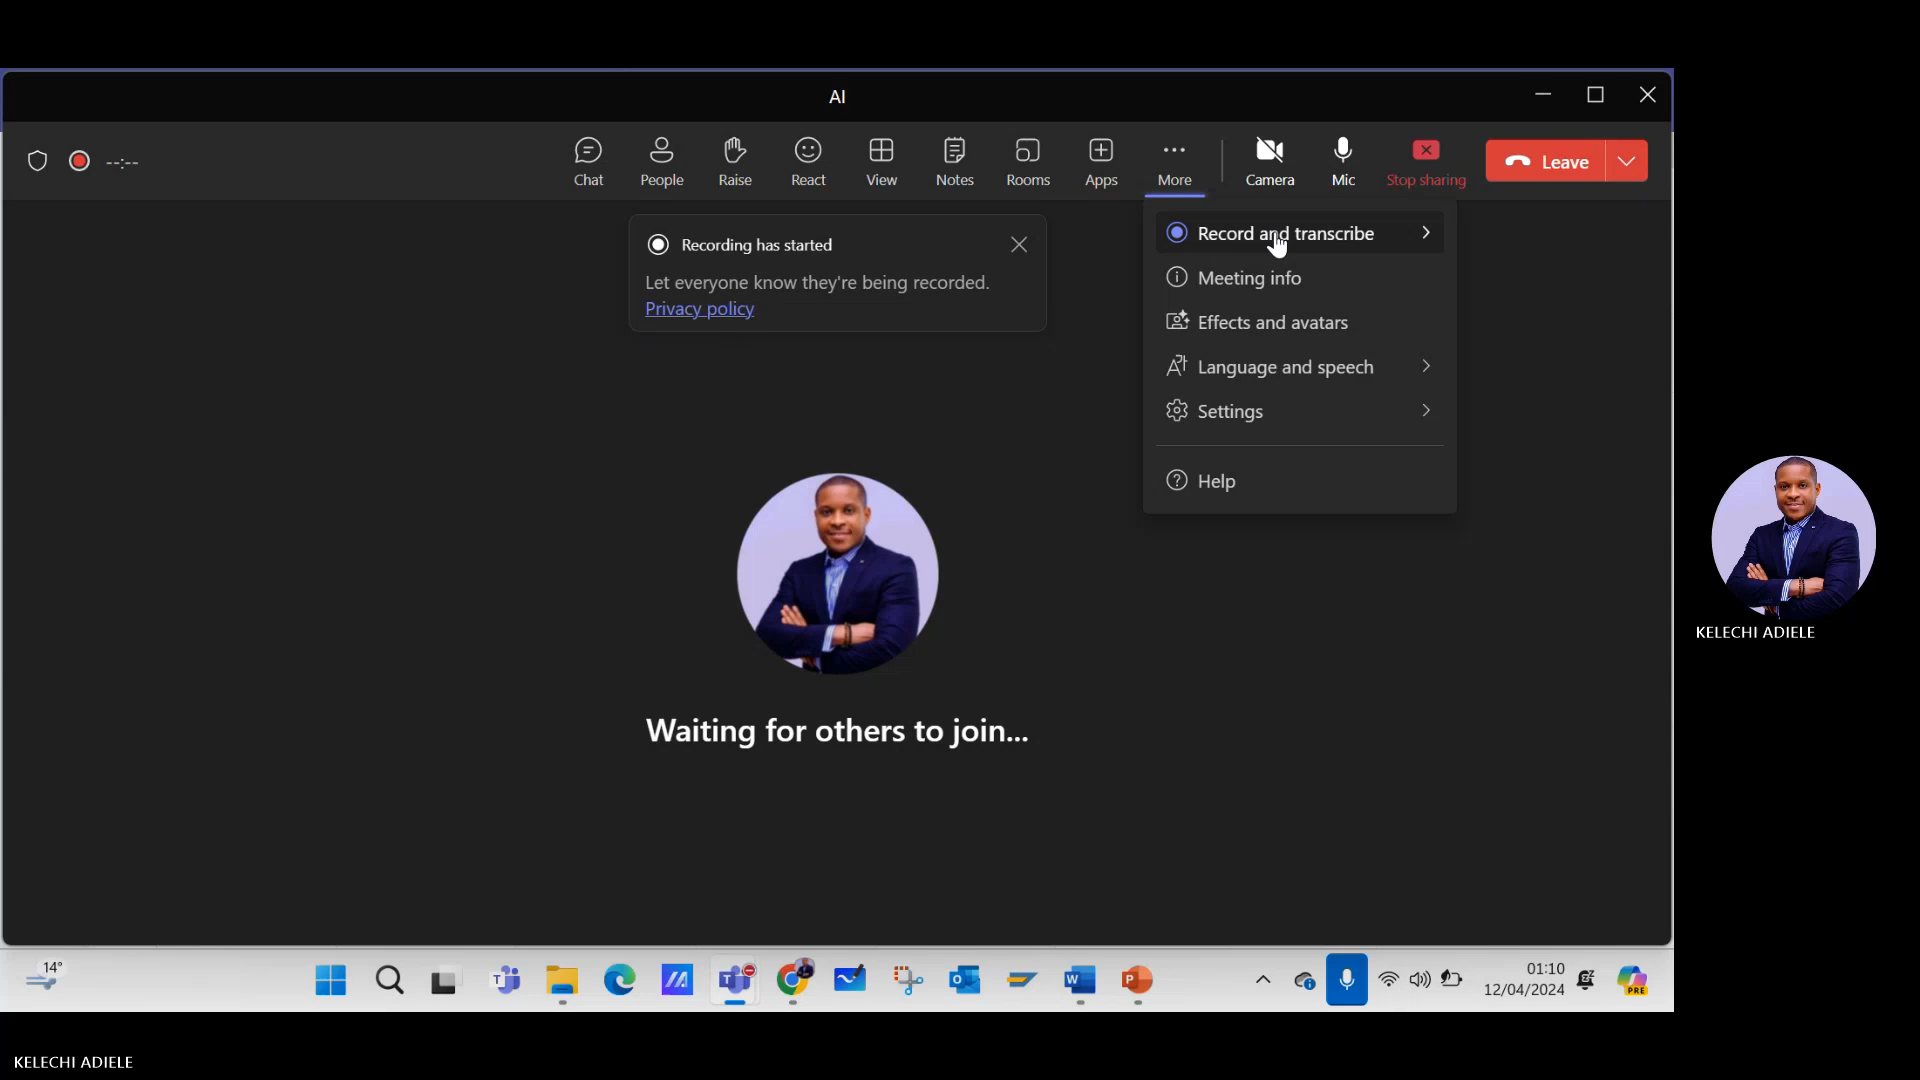 AI
--:--
Chat
People
Raise
React
View
Notes
Rooms
Apps
More
Camera
Mic
Stop sharing
Leave
Recording has started
Let everyone know they're being recorded.
Privacy policy
Record and transcribe
Meeting info
Effects and avatars
Language and speech
Settings
Help
Waiting for others to join...
KELECHI ADIELE
14°
01:10
12/04/2024
PRE
KELECHI ADIELE